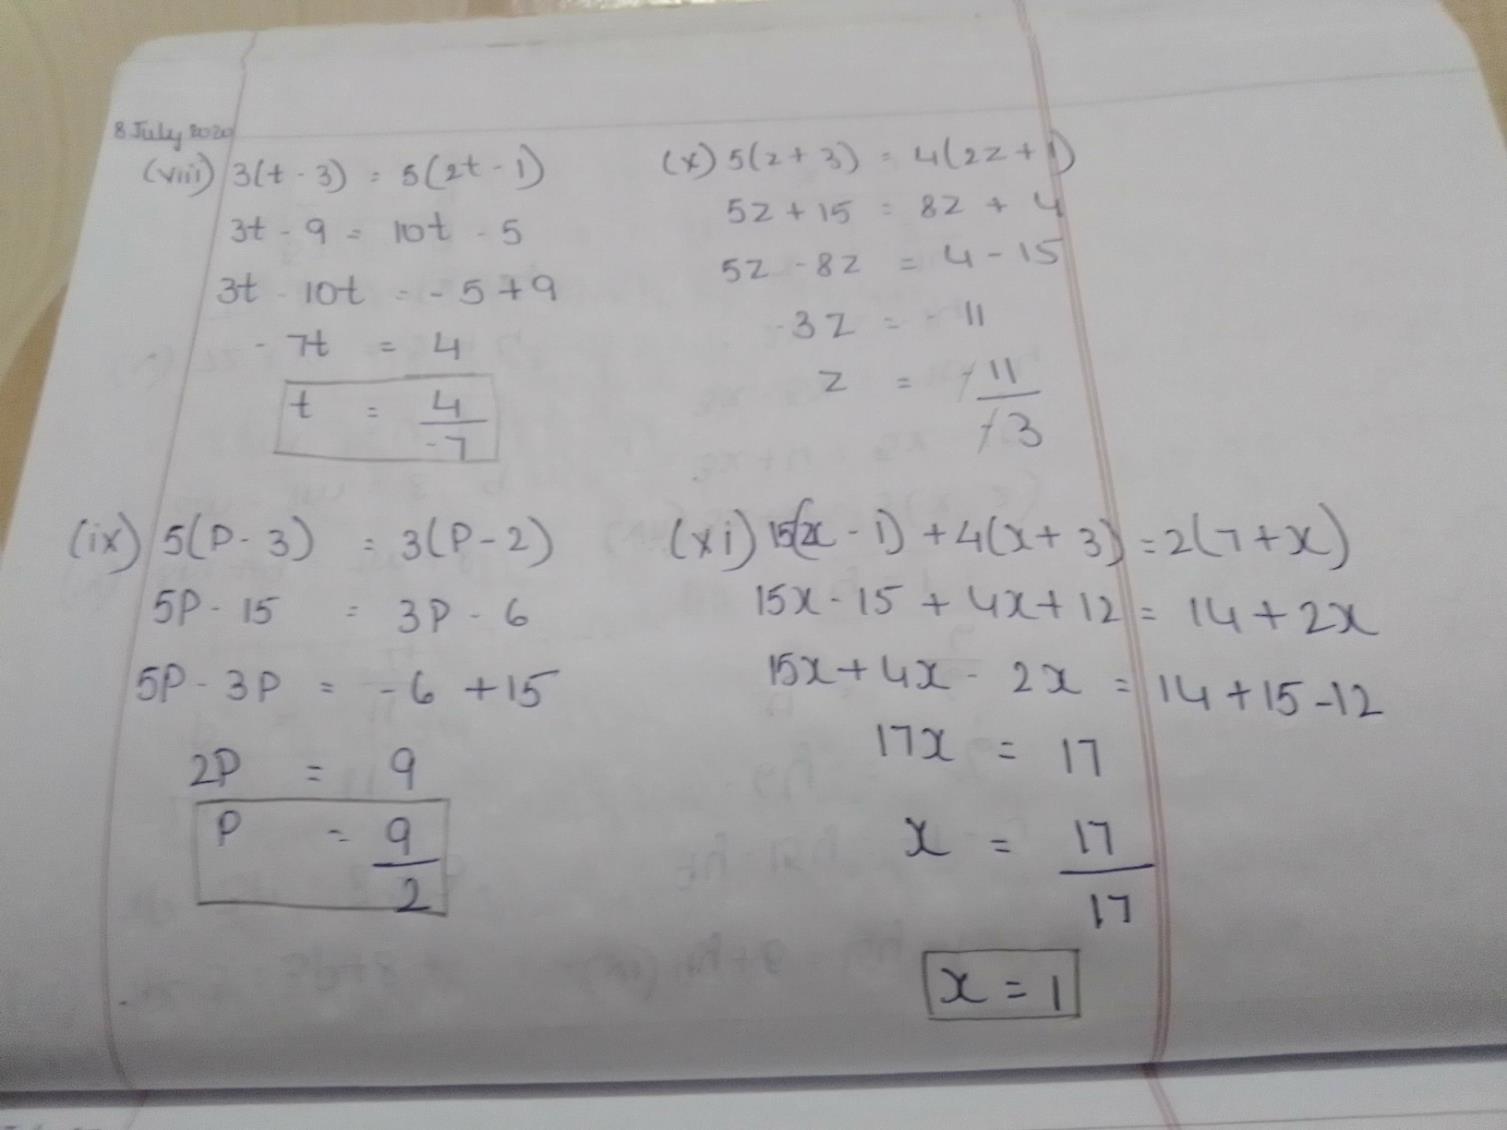 8 July 2020
(viii) 3(t - 3) = 5(2t - 1)
3t - 9 = 10t - 5
3t - 10t = - 5 + 9
- 7t = 4
t = 4/-7
(ix) 5(P - 3) = 3(P - 2)
5P - 15 = 3P - 6
5P - 3P = - 6 + 15
2P = 9
P = 9/2
(x) 5(z + 3) = 4(2z + 1)
5z + 15 = 8z + 4
5z - 8z = 4 - 15
- 3z = - 11
z = -11/-3
(xi) 15(x - 1) + 4(x + 3) = 2(7 + x)
15x - 15 + 4x + 12 = 14 + 2x
15x + 4x - 2x = 14 + 15 - 12
17x = 17
x = 17/17
x = 1